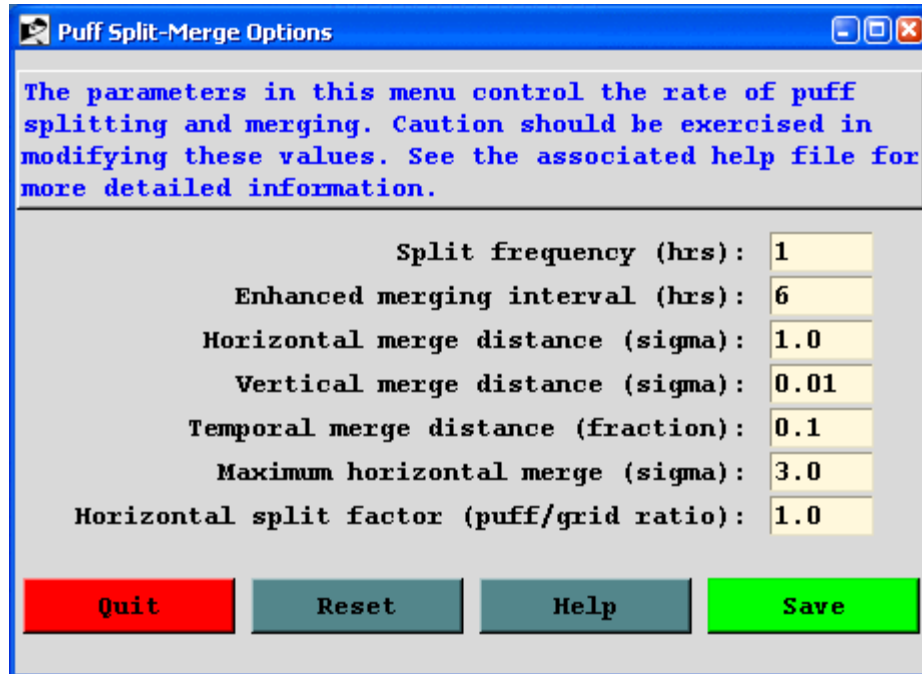 Puff Split-Merge Options
The parameters in this menu control the rate of puff
splitting and merging. Caution should be exercised in
modifying these values. See the associated help file for
more detailed information.
Split frequency (hrs): 1
Enhanced merging interval (hrs): 6
Horizontal merge distance (sigma): 1.0
Vertical merge distance (sigma): 0.01
Temporal merge distance (fraction): 0.1
Maximum horizontal merge (sigma): 3.0
Horizontal split factor (puff/grid ratio): 1.0
Quit Reset Help Save